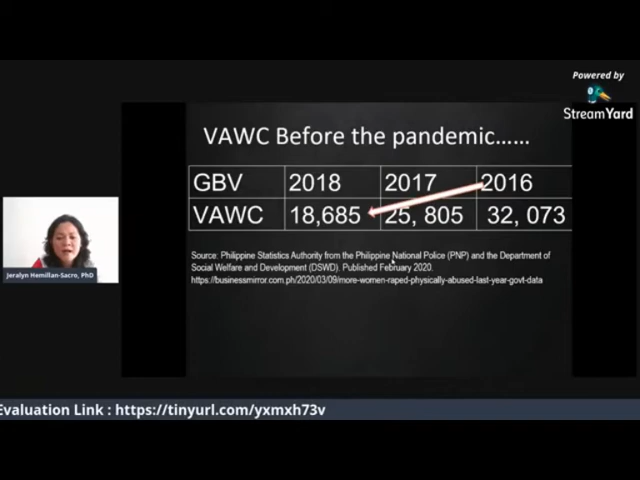 Powered by
StreamYard
VAWC Before the pandemic......
GBV 2018 2017 2016
VAWC 18,685 25, 805 32, 073
Source: Philippine Statistics Authority from the Philippine National Police (PNP) and the Department of
Social Welfare and Development (DSWD). Published February 2020.
https://businessmirror.com.ph/2020/03/09/more-women-raped-physically-abused-last-year-govt-data
Jeralyn Hemillan-Sacro, PhD
Evaluation Link : https://tinyurl.com/yxmxh73v